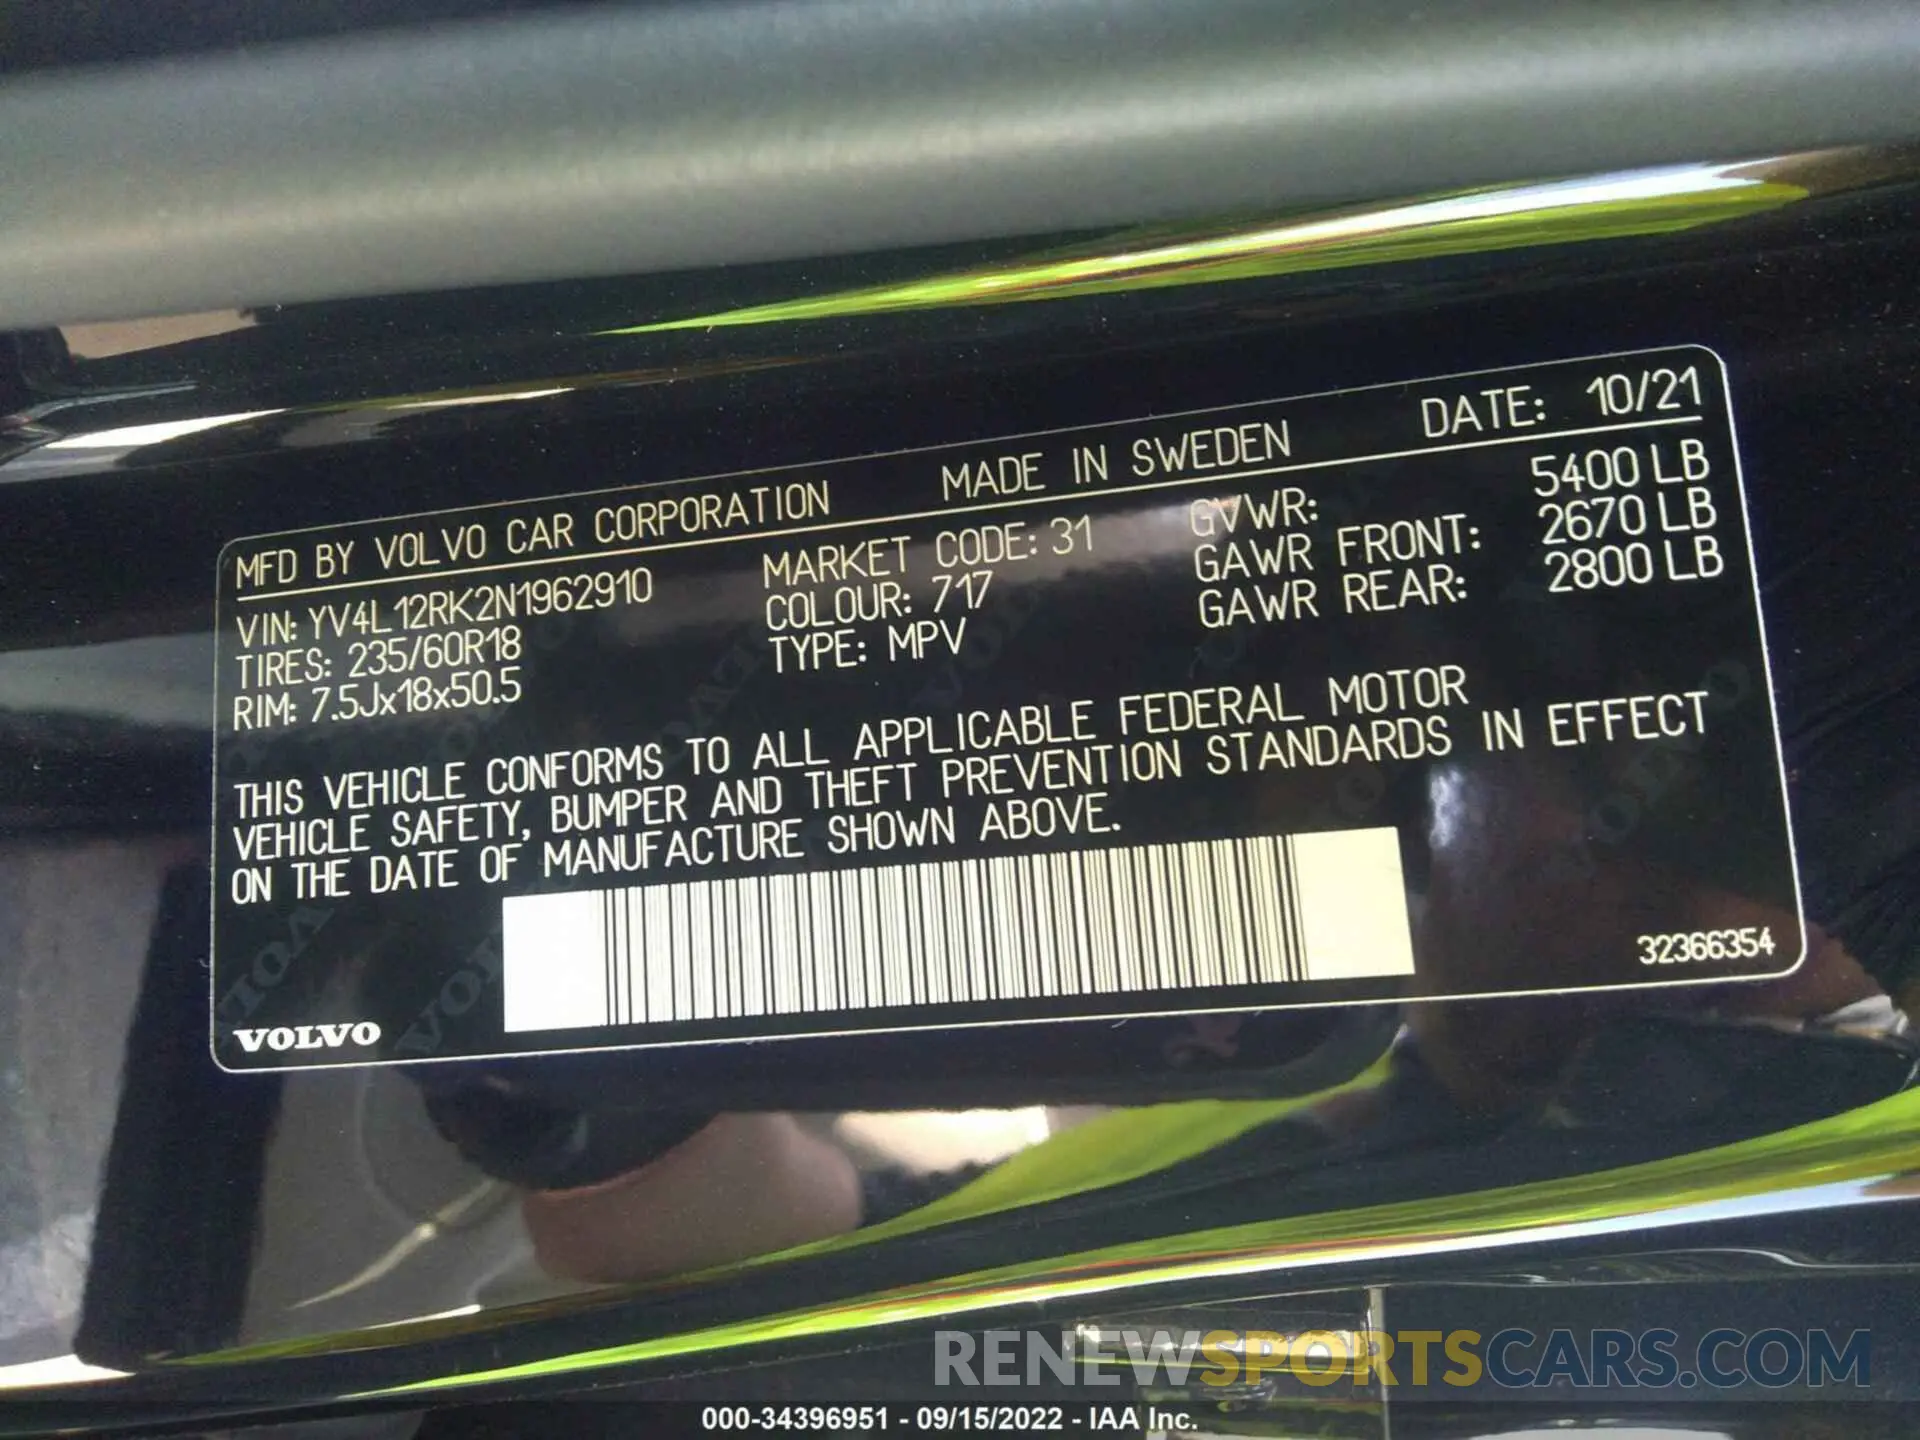 MFD BY VOLVO CAR CORPORATION MADE IN SWEDEN DATE: 10/21
VIN: YV4L12RK2N1962910 MARKET CODE: 31 GVWR: 5400 LB
TIRES: 235/60R18 COLOUR: 717 GAWR FRONT: 2670 LB
RIM: 7.5Jx18x50.5 TYPE: MPV GAWR REAR: 2800 LB
THIS VEHICLE CONFORMS TO ALL APPLICABLE FEDERAL MOTOR
VEHICLE SAFETY, BUMPER AND THEFT PREVENTION STANDARDS IN EFFECT
ON THE DATE OF MANUFACTURE SHOWN ABOVE.
32366354
VOLVO
RENEWSPORTSCARS.COM
000-34396951 - 09/15/2022 - IAA Inc.